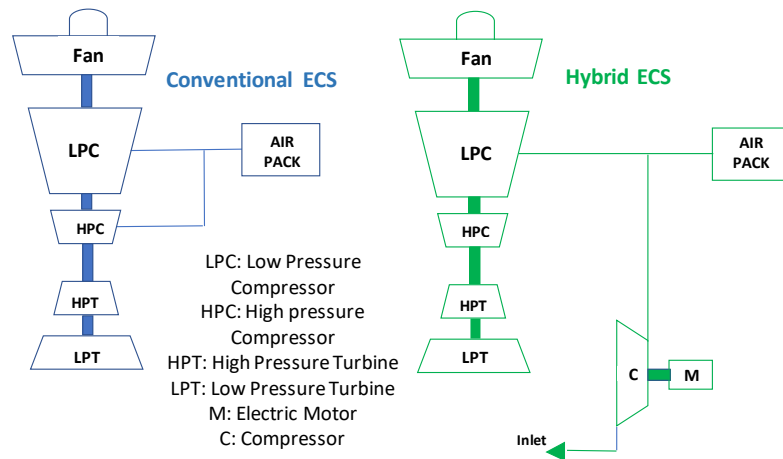 Fan
Conventional ECS
LPC
AIR
PACK
HPC
HPT
LPT
LPC: Low Pressure
Compressor
HPC: High pressure
Compressor
HPT: High Pressure Turbine
LPT: Low Pressure Turbine
M: Electric Motor
C: Compressor
Fan
Hybrid ECS
LPC
AIR
PACK
HPC
HPT
LPT
C
M
Inlet